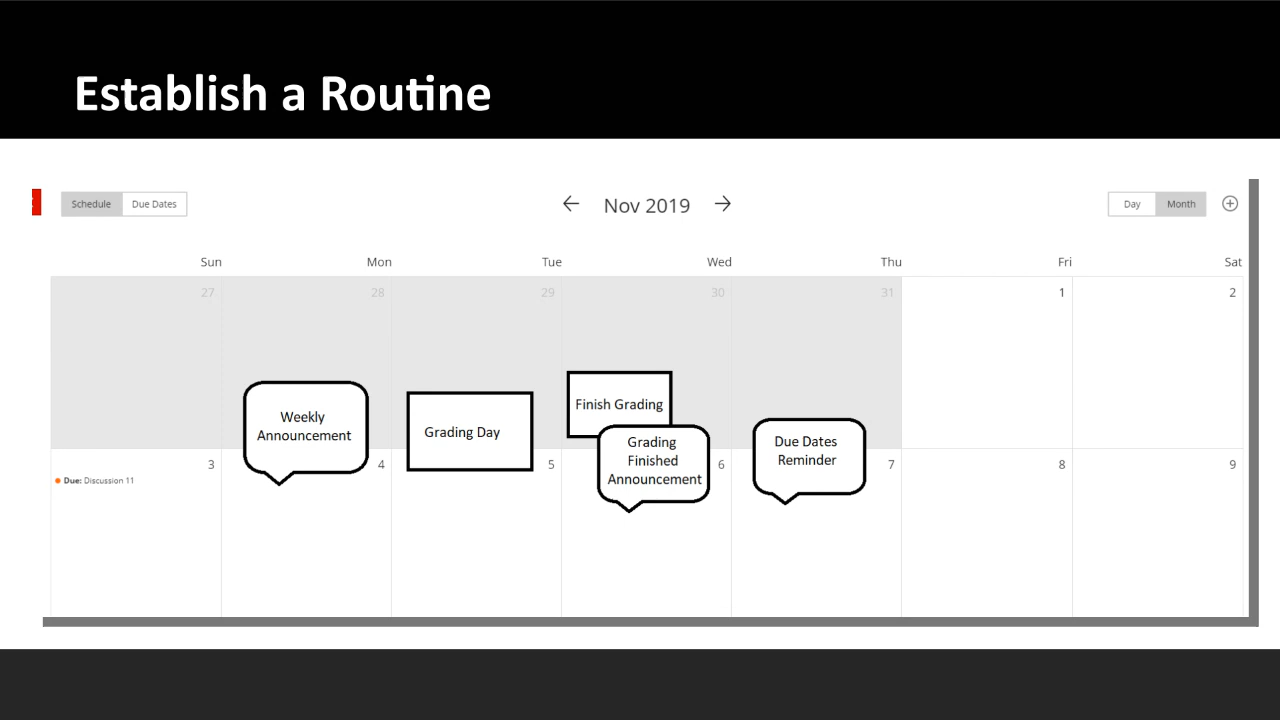 Establish a Routine
Schedule Due Dates
Nov 2019
Day Month
Sun Mon Tue Wed Thu Fri Sat
27 28 29 30 31 1 2
Weekly
Announcement
Grading Day
Finish Grading
Grading
Finished
Announcement
Due Dates
Reminder
3 4 5 6 7 8 9
Due: Discussion 11